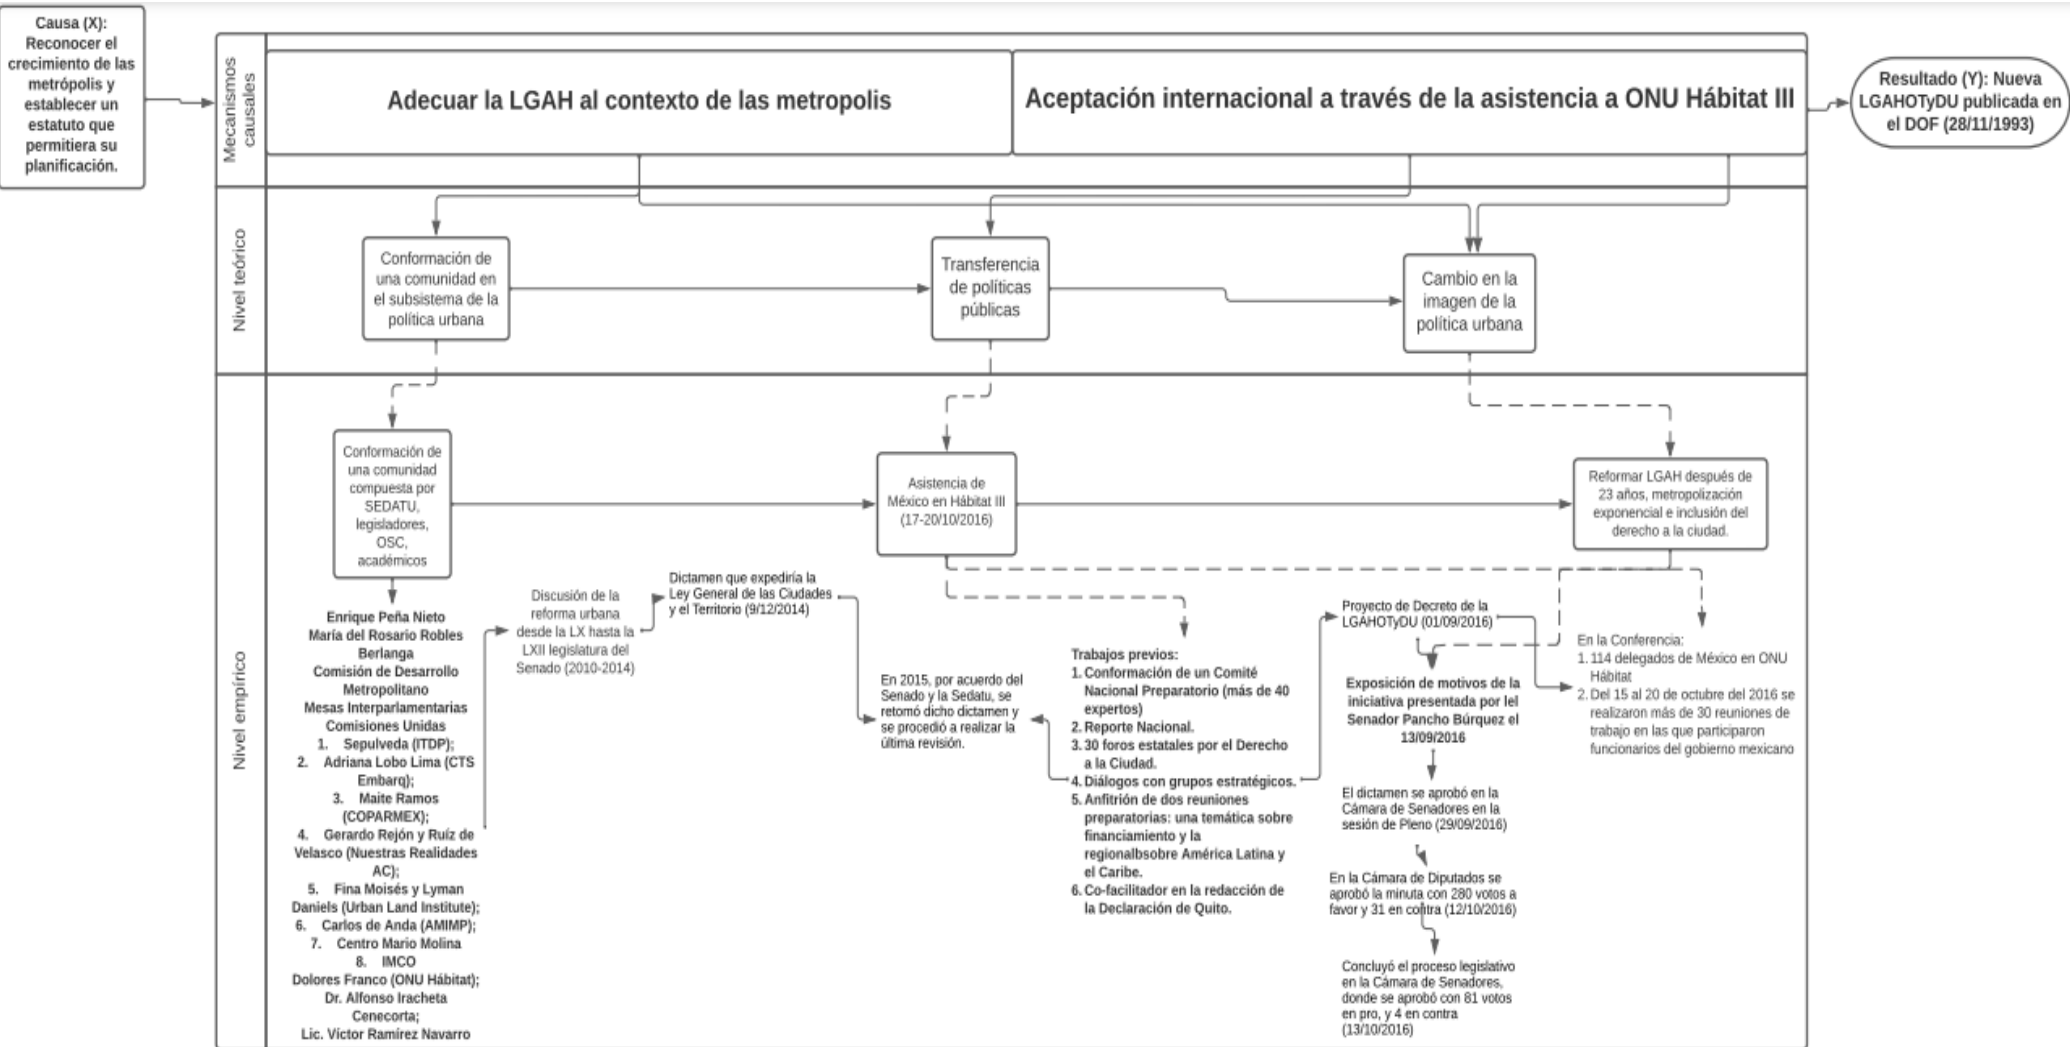 Causa (X):
Reconocer el
crecimiento de las
metrópolis y
establecer un
estatuto que
permitiera su
planificación.
Mecanismos
causales
Adecuar la LGAH al contexto de las metropolis
Aceptación internacional a través de la asistencia a ONU Hábitat III
Resultado (Y): Nueva
LGAHOTyDU publicada en
el DOF (28/11/1993)
Nivel teórico
Conformación de
una comunidad en
el subsistema de la
política urbana
Transferencia
de políticas
públicas
Cambio en la
imagen de la
política urbana
Nivel empírico
Conformación de
una comunidad
compuesta por
SEDATU,
legisladores,
OSC,
académicos
Asistencia de
México en Hábitat III
(17-20/10/2016)
Reformar LGAH después de
23 años, metropolización
exponencial e inclusión del
derecho a la ciudad.
Enrique Peña Nieto
María del Rosario Robles
Berlanga
Comisión de Desarrollo
Metropolitano
Mesas Interparlamentarias
Comisiones Unidas
1. Sepulveda (ITDP);
2. Adriana Lobo Lima (CTS
Embarq);
3. Maite Ramos
(COPARMEX);
4. Gerardo Rejón y Ruíz de
Velasco (Nuestras Realidades
AC);
5. Fina Moisés y Lyman
Daniels (Urban Land Institute);
6. Carlos de Anda (AMIMP);
7. Centro Mario Molina
8. IMCO
Dolores Franco (ONU Hábitat);
Dr. Alfonso Iracheta
Cenecorta;
Lic. Víctor Ramírez Navarro
Discusión de la
reforma urbana
desde la LX hasta la
LXII legislatura del
Senado (2010-2014)
Dictamen que expediría la
Ley General de las Ciudades
y el Territorio (9/12/2014)
En 2015, por acuerdo del
Senado y la Sedatu, se
retomó dicho dictamen y
se procedió a realizar la
última revisión.
Trabajos previos:
1. Conformación de un Comité
Nacional Preparatorio (más de 40
expertos)
2. Reporte Nacional.
3. 30 foros estatales por el Derecho
a la Ciudad.
4. Diálogos con grupos estratégicos.
5. Anfitrión de dos reuniones
preparatorias: una temática sobre
financiamiento y la
regionalbsobre América Latina y
el Caribe.
6. Co-facilitador en la redacción de
la Declaración de Quito.
Proyecto de Decreto de la
LGAHOTyDU (01/09/2016)
Exposición de motivos de la
iniciativa presentada por lel
Senador Pancho Búrquez el
13/09/2016
El dictamen se aprobó en la
Cámara de Senadores en la
sesión de Pleno (29/09/2016)
En la Cámara de Diputados se
aprobó la minuta con 280 votos a
favor y 31 en contra (12/10/2016)
Concluyó el proceso legislativo
en la Cámara de Senadores,
donde se aprobó con 81 votos
en pro, y 4 en contra
(13/10/2016)
En la Conferencia:
1. 114 delegados de México en ONU
Hábitat
2. Del 15 al 20 de octubre del 2016 se
realizaron más de 30 reuniones de
trabajo en las que participaron
funcionarios del gobierno mexicano